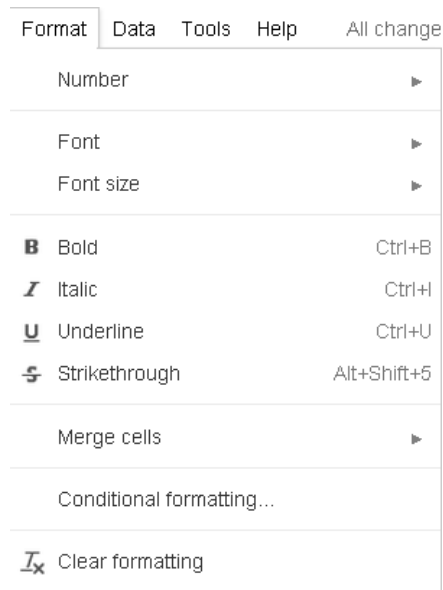 Format Data Tools Help All change
Number
Font
Font size
B Bold Ctrl+B
I Italic Ctrl+I
U Underline Ctrl+U
S Strikethrough Alt+Shift+5
Merge cells
Conditional formatting...
Clear formatting